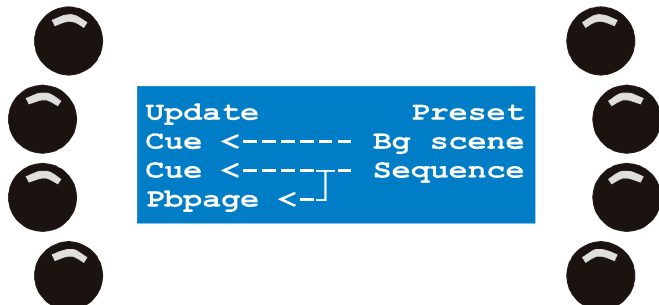 Update Preset
Cue <------ Bg scene
Cue <------ Sequence
Pbpage <-